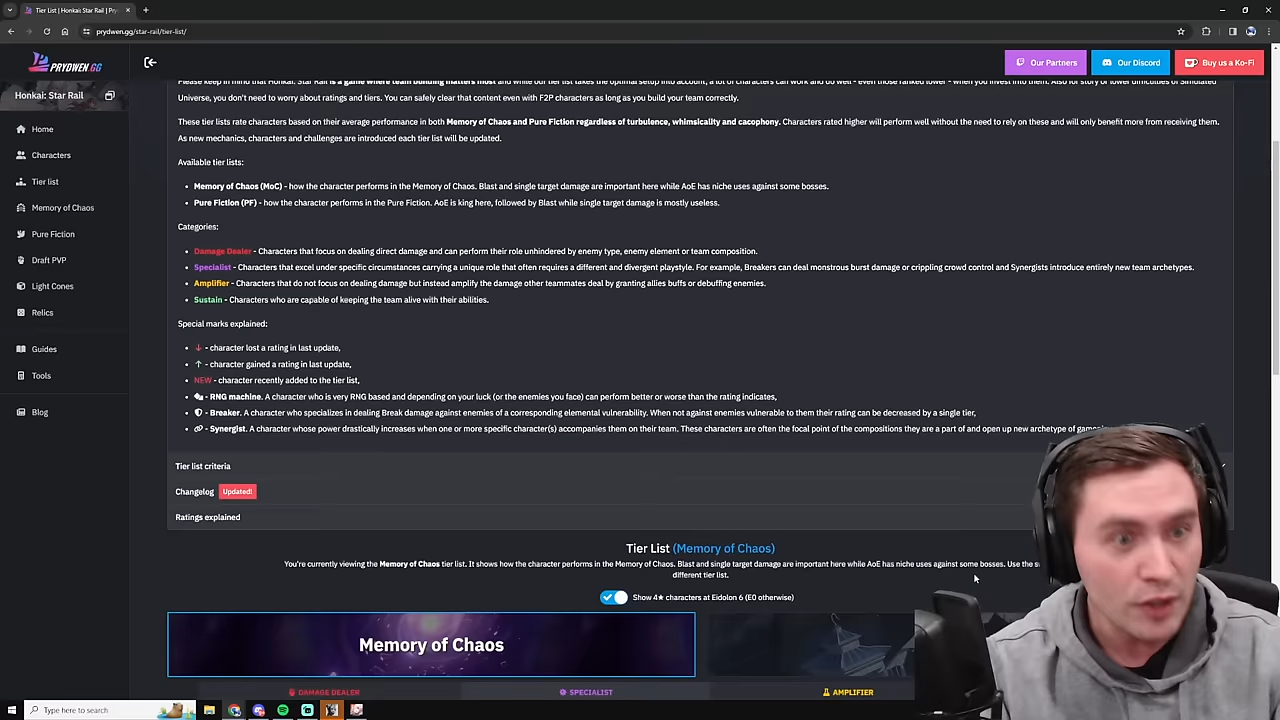 Tier List | Honkai: Star Rail | Pry
prydwen.gg/star-rail/tier-list/
PRYDWEN.GG
Our Partners
Our Discord
Buy us a Ko-Fi
Honkai: Star Rail
Home
Characters
Tier list
Memory of Chaos
Pure Fiction
Draft PVP
Light Cones
Relics
Guides
Tools
Blog
Please keep in mind that Honkai: Star Rail is a game where team building matters most and while our tier list takes the optimal setup into account, a lot of characters can work and do well - even those ranked lower - when you invest into them. Also for story or lower difficulties of Simulated
Universe, you don't need to worry about ratings and tiers. You can safely clear that content even with F2P characters as long as you build your team correctly.
These tier lists rate characters based on their average performance in both Memory of Chaos and Pure Fiction regardless of turbulence, whimsicality and cacophony. Characters rated higher will perform well without the need to rely on these and will only benefit more from receiving them.
As new mechanics, characters and challenges are introduced each tier list will be updated.
Available tier lists:
Memory of Chaos (MoC) - how the character performs in the Memory of Chaos. Blast and single target damage are important here while AoE has niche uses against some bosses.
Pure Fiction (PF) - how the character performs in the Pure Fiction. AoE is king here, followed by Blast while single target damage is mostly useless.
Categories:
Damage Dealer - Characters that focus on dealing direct damage and can perform their role unhindered by enemy type, enemy element or team composition.
Specialist - Characters that excel under specific circumstances carrying a unique role that often requires a different and divergent playstyle. For example, Breakers can deal monstrous burst damage or crippling crowd control and Synergists introduce entirely new team archetypes.
Amplifier - Characters that do not focus on dealing damage but instead amplify the damage other teammates deal by granting allies buffs or debuffing enemies.
Sustain - Characters who are capable of keeping the team alive with their abilities.
Special marks explained:
↓ - character lost a rating in last update,
↑ - character gained a rating in last update,
NEW - character recently added to the tier list,
- RNG machine. A character who is very RNG based and depending on your luck (or the enemies you face) can perform better or worse than the rating indicates,
- Breaker. A character who specializes in dealing Break damage against enemies of a corresponding elemental vulnerability. When not against enemies vulnerable to them their rating can be decreased by a single tier,
- Synergist. A character whose power drastically increases when one or more specific character(s) accompanies them on their team. These characters are often the focal point of the compositions they are a part of and open up new archetype of
Tier list criteria
Changelog Updated!
Ratings explained
Tier List (Memory of Chaos)
You're currently viewing the Memory of Chaos tier list. It shows how the character performs in the Memory of Chaos. Blast and single target damage are important here while AoE has niche uses against some bosses. Use the
different tier list.
Show 4★ characters at Eidolon 6 (E0 otherwise)
Memory of Chaos
DAMAGE DEALER
SPECIALIST
AMPLIFIER
Type here to search